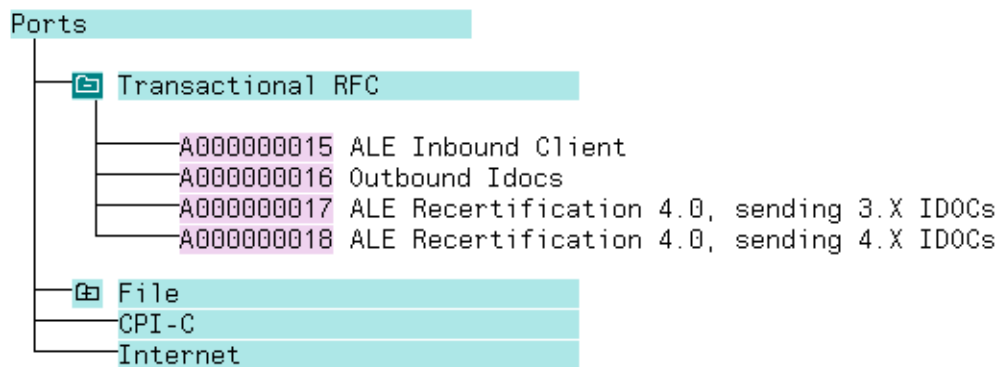 Ports
Transactional RFC
A000000015 ALE Inbound Client
A000000016 Outbound Idocs
A000000017 ALE Recertification 4.0, sending 3.X IDOCs
A000000018 ALE Recertification 4.0, sending 4.X IDOCs
File
CPI-C
Internet